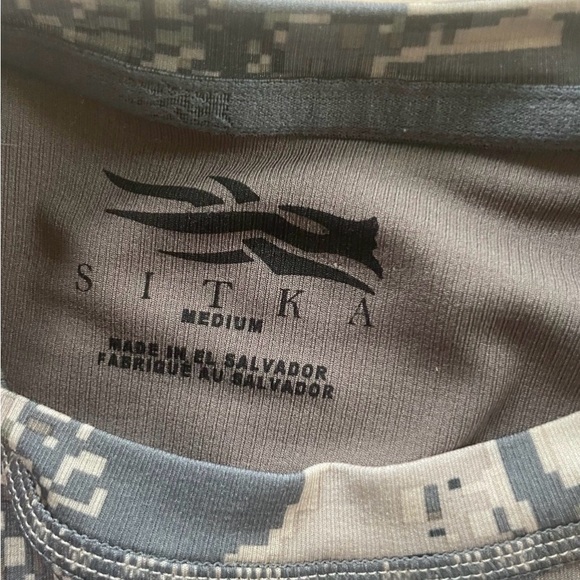 SITKA
MEDIUM
MADE IN EL SALVADOR
FABRIQUE AU SALVADOR